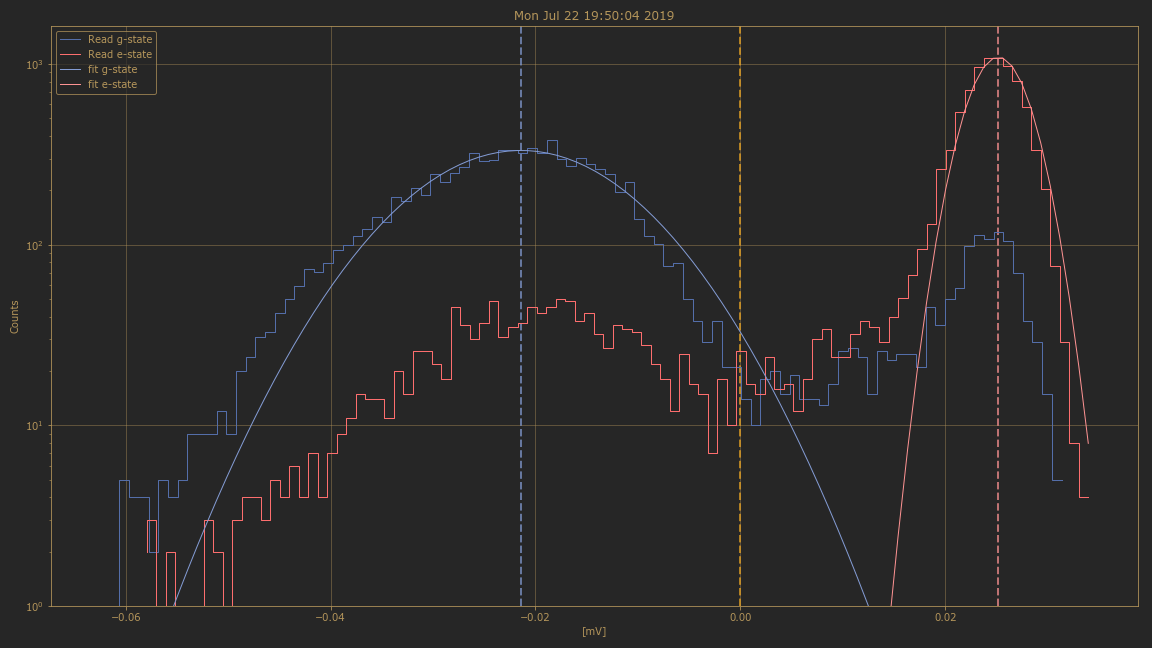 Mon Jul 22 19:50:04 2019
Read g-state
Read e-state
fit g-state
fit e-state
10³
10²
10¹
10⁰
Counts
−0.06 −0.04 −0.02 0.00 0.02
[mV]